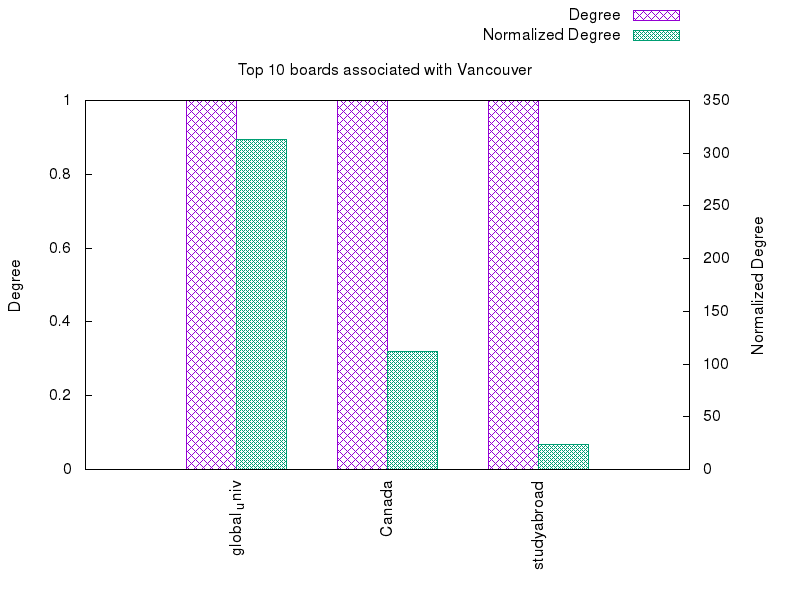 Degree
Normalized Degree
Top 10 boards associated with Vancouver
1
0.8
0.6
0.4
0.2
0
Degree
350
300
250
200
150
100
50
0
Normalized Degree
global_univ
Canada
studyabroad